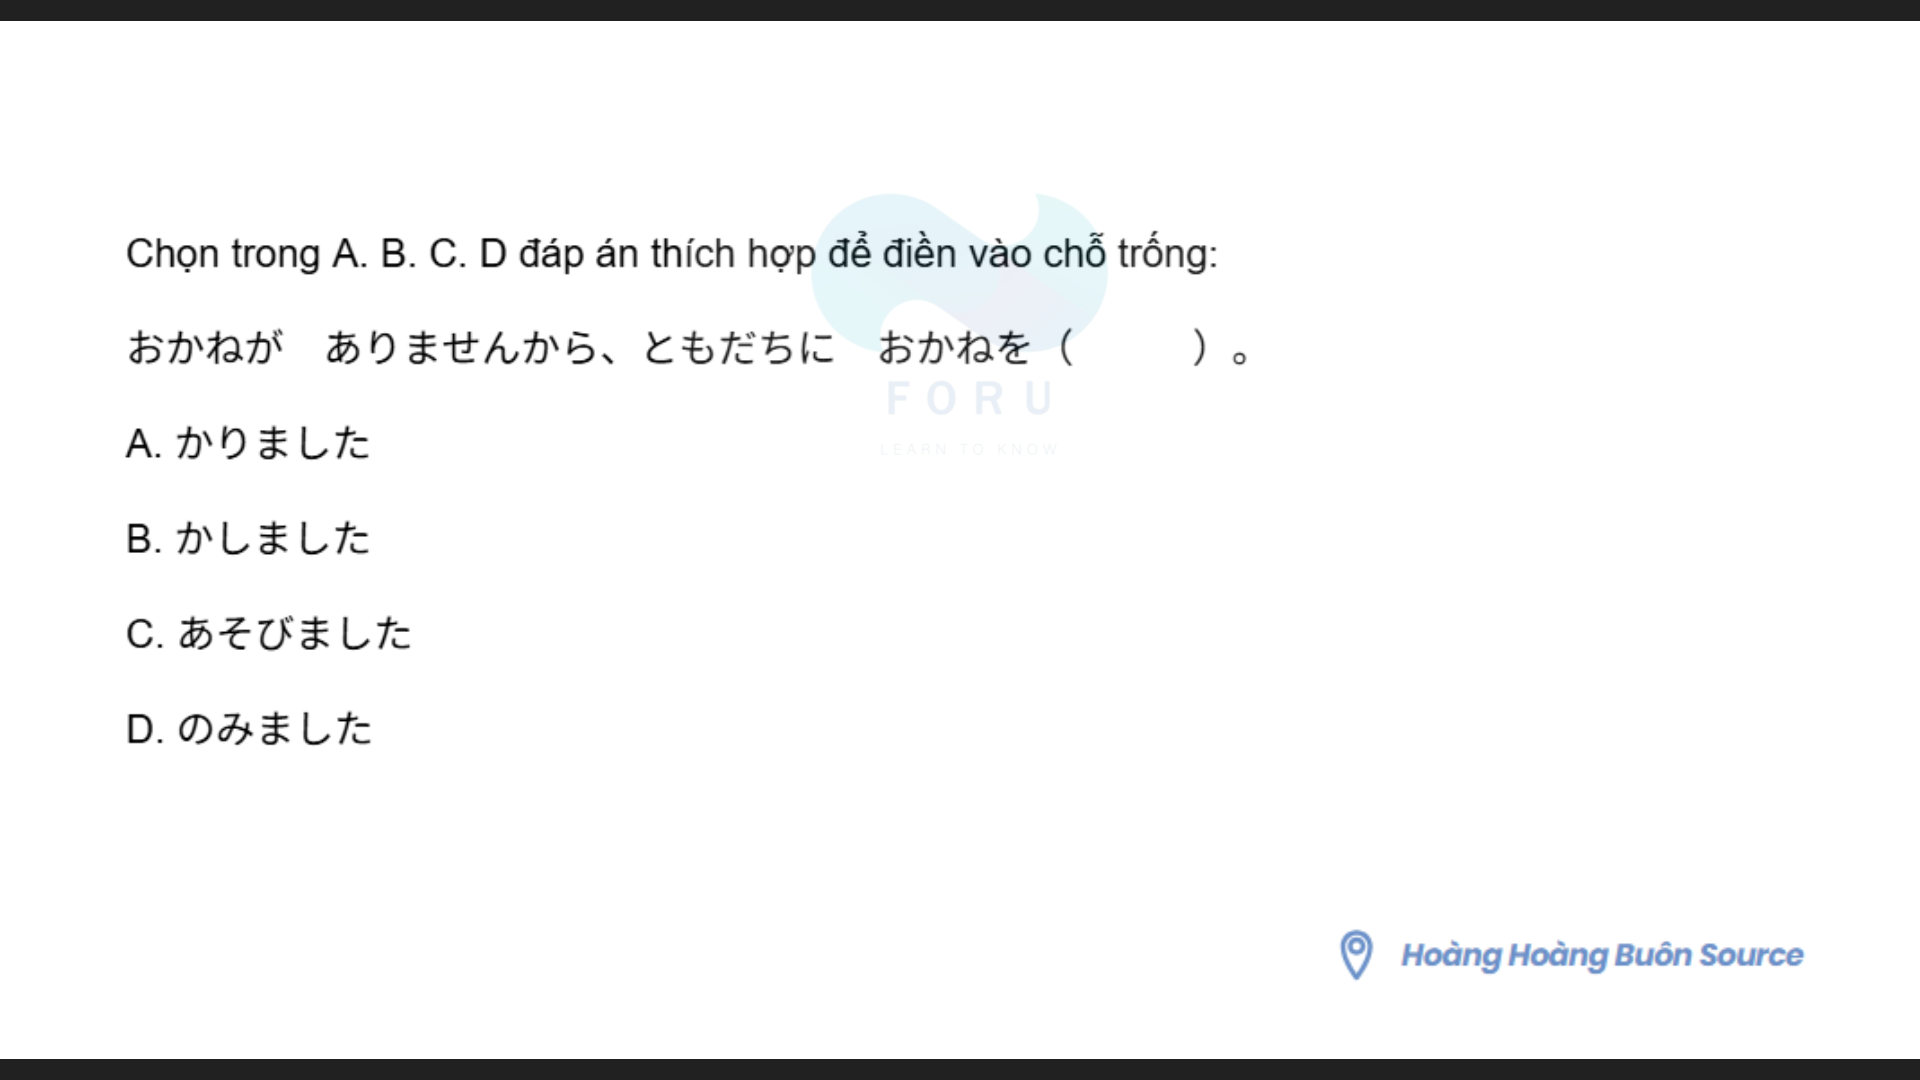 Chọn trong A. B. C. D đáp án thích hợp để điền vào chỗ trống:
おかねが　ありませんから、ともだちに　おかねを（　　　）。
FORU
LEARN TO KNOW
A. かりました
B. かしました
C. あそびました
D. のみました
Hoàng Hoàng Buôn Source